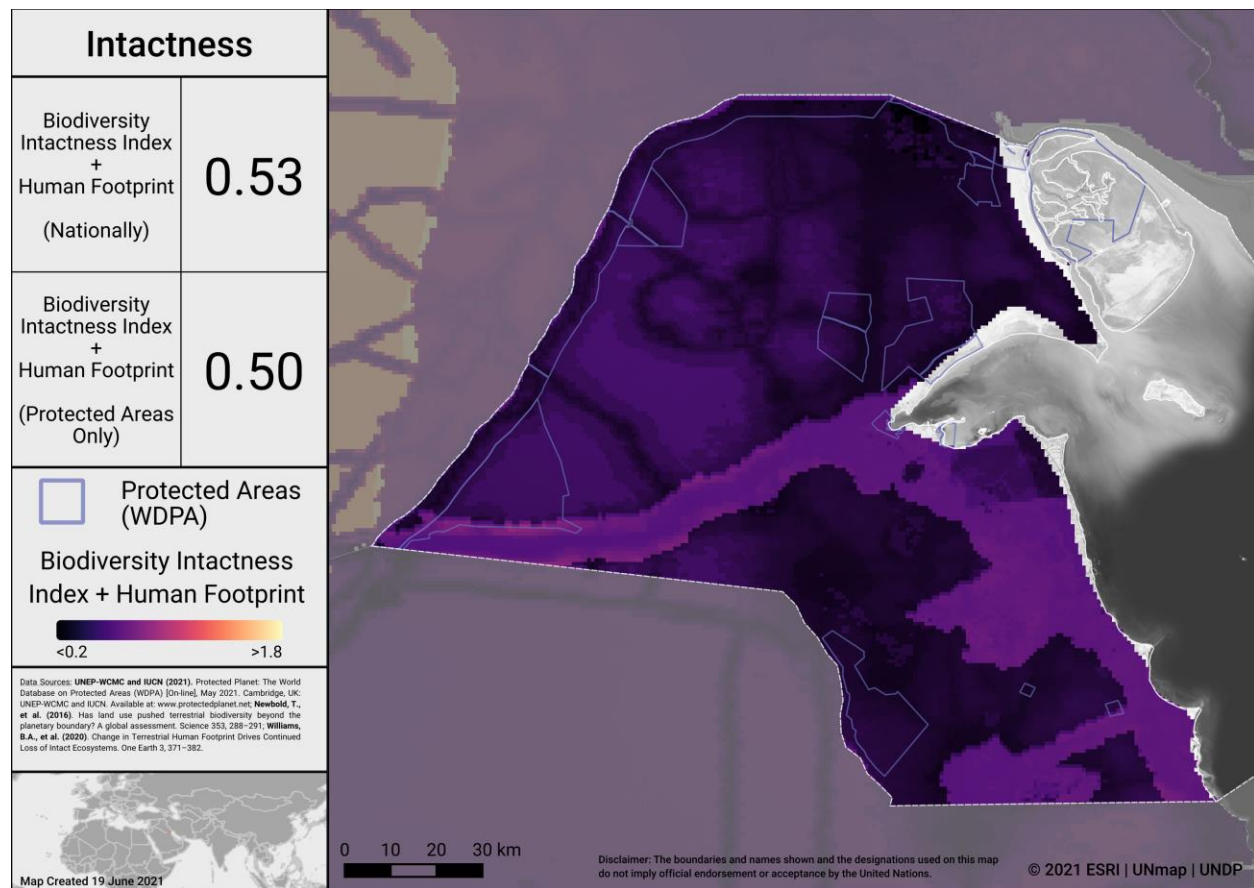 Intactness
Biodiversity
Intactness Index
+
Human Footprint
(Nationally)
0.53
Biodiversity
Intactness Index
+
Human Footprint
(Protected Areas
Only)
0.50
Protected Areas
(WDPA)
Biodiversity Intactness
Index + Human Footprint
<0.2 >1.8
Data Sources: UNEP-WCMC and IUCN (2021). Protected Planet: The World
Database on Protected Areas (WDPA) [On-line], May 2021. Cambridge, UK:
UNEP-WCMC and IUCN. Available at: www.protectedplanet.net; Newbold, T.,
et al. (2016). Has land use pushed terrestrial biodiversity beyond the
planetary boundary? A global assessment. Science 353, 288–291; Williams,
B.A., et al. (2020). Change in Terrestrial Human Footprint Drives Continued
Loss of Intact Ecosystems. One Earth 3, 371–382.
Map Created 19 June 2021
0 10 20 30 km
Disclaimer: The boundaries and names shown and the designations used on this map
do not imply official endorsement or acceptance by the United Nations.
© 2021 ESRI | UNmap | UNDP